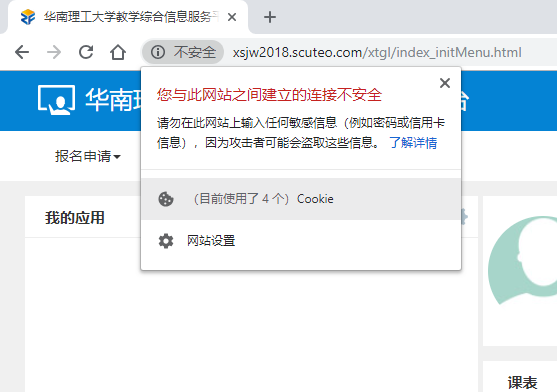 华南理工大学教学综合信息服务
不安全
xsjw2018.scuteo.com/xtgl/index_initMenu.html
华南理
台
您与此网站之间建立的连接不安全
请勿在此网站上输入任何敏感信息（例如密码或信用卡
信息），因为攻击者可能会盗取这些信息。 了解详情
报名申请
（目前使用了 4 个）Cookie
我的应用
网站设置
课表